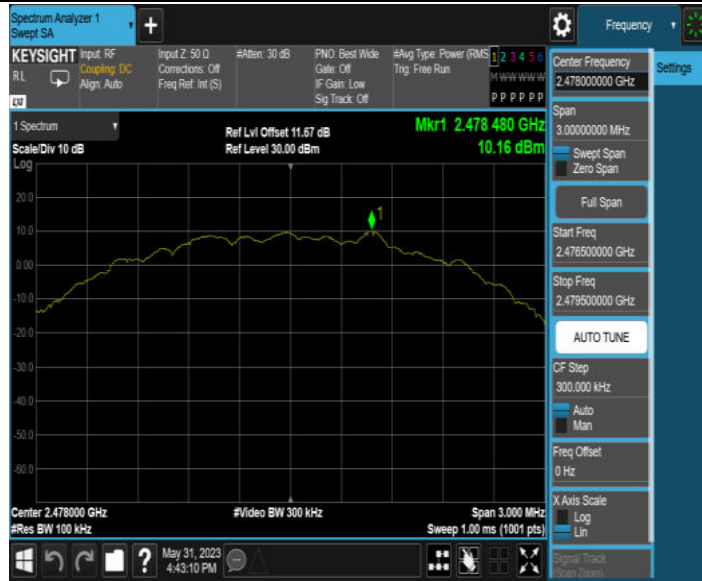 Spectrum Analyzer 1
Swept SA
Frequency
KEYSIGHT
RL
Input: RF
Coupling: DC
Align: Auto
Input Z: 50 Ω
Corrections: Off
Freq Ref: Int (S)
#Atten: 30 dB
PNO: Best Wide
Gate: Off
IF Gain: Low
Sig Track: Off
#Avg Type: Power (RMS
Trig: Free Run
1 2 3 4 5 6
M W W W W W
P P P P P P
LXI
1 Spectrum
Scale/Div 10 dB
Log
Ref Lvl Offset 11.67 dB
Ref Level 30.00 dBm
Mkr1 2.478 480 GHz
10.16 dBm
1
20.0
10.0
0.00
-10.0
-20.0
-30.0
-40.0
-50.0
-60.0
Center 2.478000 GHz
#Res BW 100 kHz
#Video BW 300 kHz
Span 3.000 MHz
Sweep 1.00 ms (1001 pts)
?
May 31, 2023
4:43:10 PM
Center Frequency
2.478000000 GHz
Settings
Span
3.00000000 MHz
Swept Span
Zero Span
Full Span
Start Freq
2.476500000 GHz
Stop Freq
2.479500000 GHz
AUTO TUNE
CF Step
300.000 kHz
Auto
Man
Freq Offset
0 Hz
X Axis Scale
Log
Lin
Signal Track
(Span Zoom)